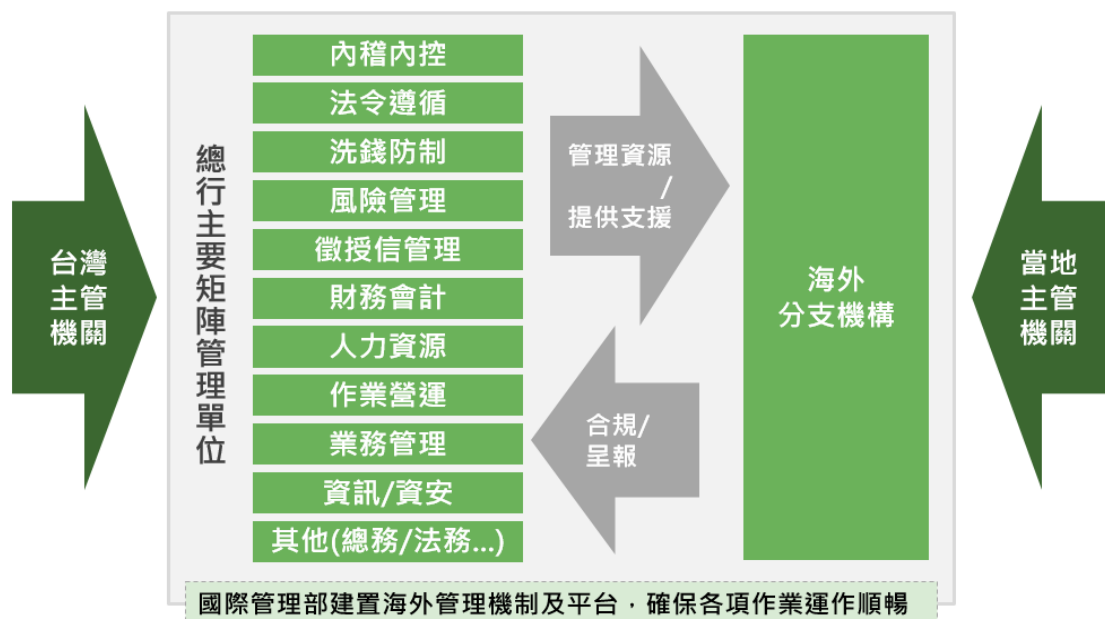 台灣
主管
機關
總行主要矩陣管理單位
內稽內控
法令遵循
洗錢防制
風險管理
徵授信管理
財務會計
人力資源
作業營運
業務管理
資訊/資安
其他(總務/法務...)
管理資源
/
提供支援
合規/
呈報
海外
分支機構
當地
主管
機關
國際管理部建置海外管理機制及平台，確保各項作業運作順暢